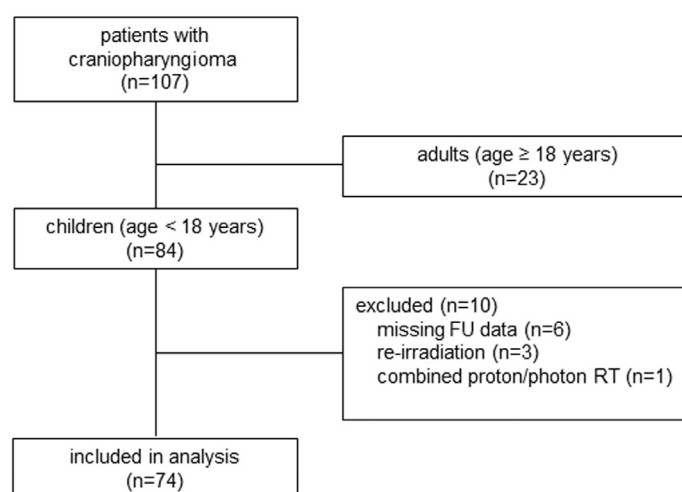 patients with
craniopharyngioma
(n=107)
adults (age ≥ 18 years)
(n=23)
children (age < 18 years)
(n=84)
excluded (n=10)
missing FU data (n=6)
re-irradiation (n=3)
combined proton/photon RT (n=1)
included in analysis
(n=74)